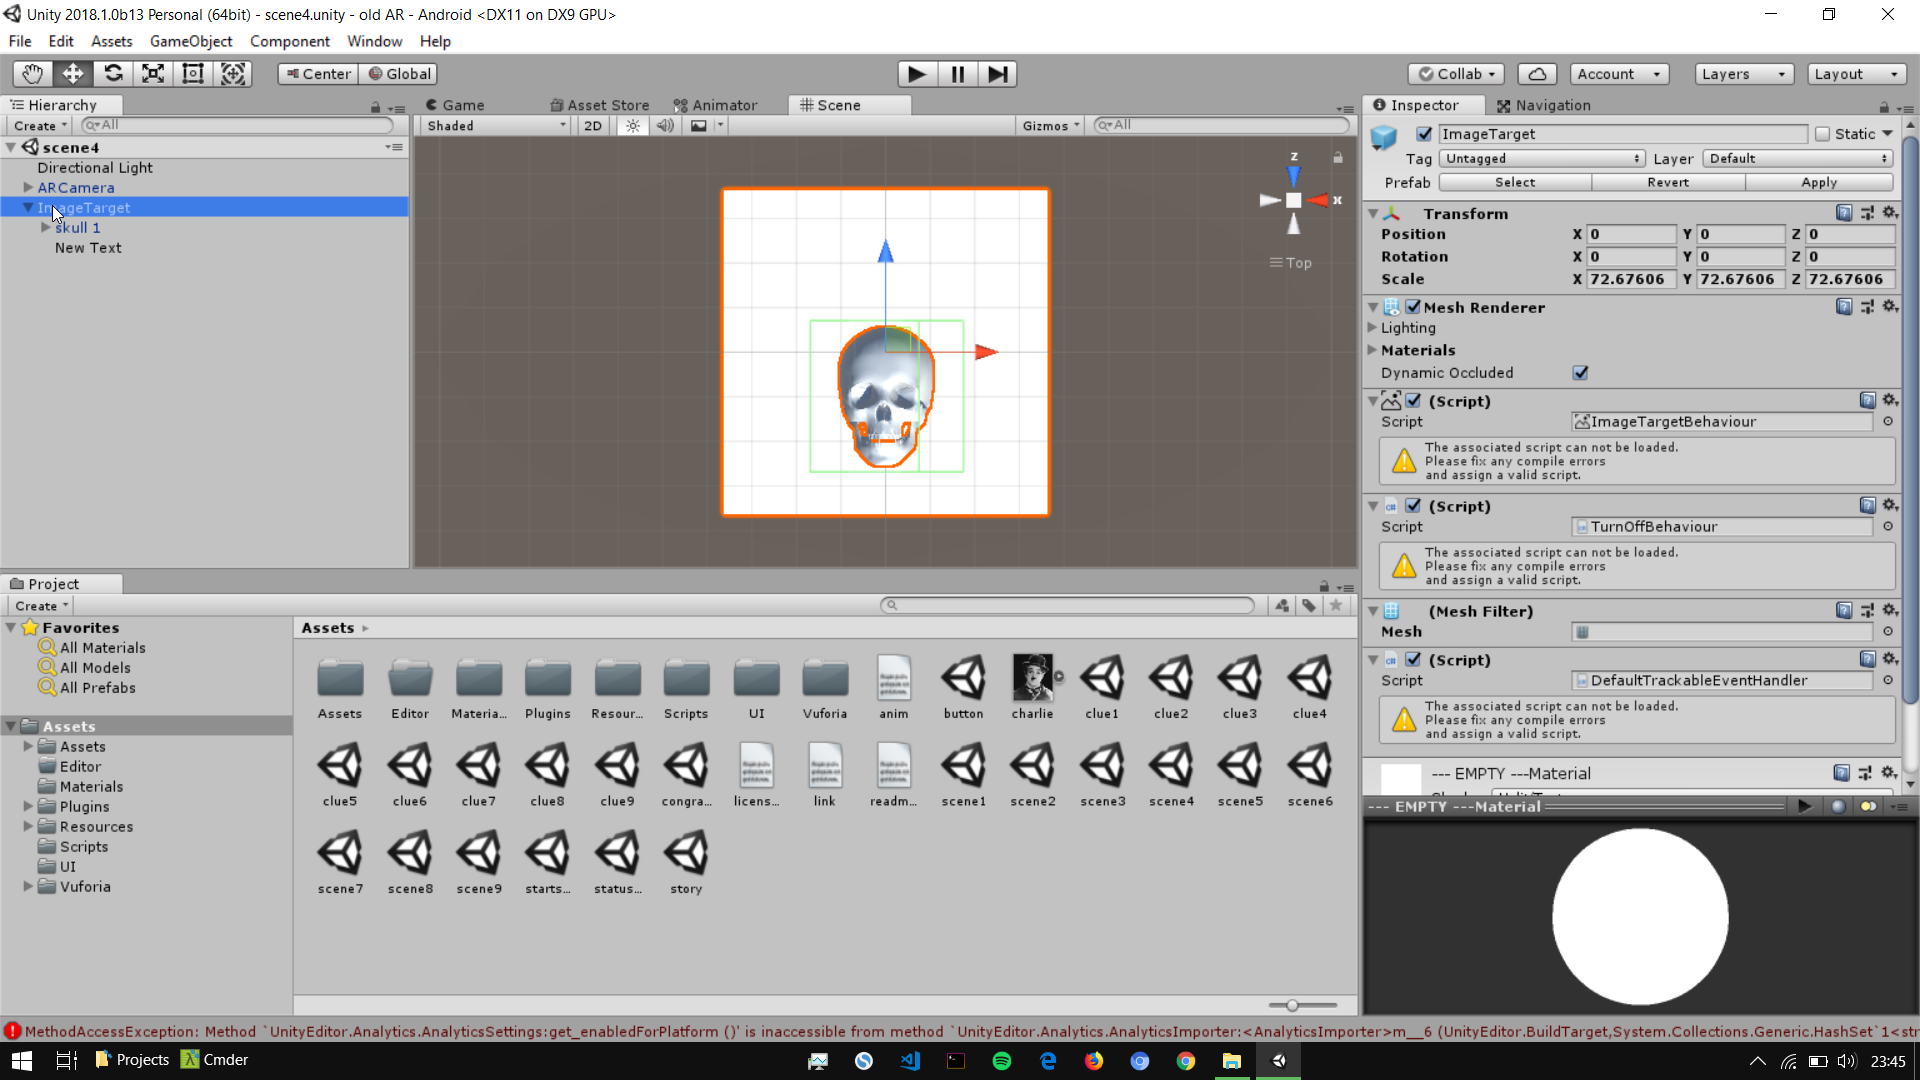 Unity 2018.1.0b13 Personal (64bit) - scene4.unity - old AR - Android <DX11 on DX9 GPU>
File Edit Assets GameObject Component Window Help
Center Global Collab Account Layers Layout
Hierarchy
Create All
scene4
Directional Light
ARCamera
ImageTarget
skull 1
New Text
Game Asset Store Animator Scene
Shaded 2D Gizmos All
z
x
Top
Inspector Navigation
ImageTarget Static
Tag Untagged Layer Default
Prefab Select Revert Apply
Transform
Position X 0 Y 0 Z 0
Rotation X 0 Y 0 Z 0
Scale X 72.67606 Y 72.67606 Z 72.67606
Mesh Renderer
Lighting
Materials
Dynamic Occluded
(Script)
Script ImageTargetBehaviour
The associated script can not be loaded.
Please fix any compile errors
and assign a valid script.
(Script)
Script TurnOffBehaviour
The associated script can not be loaded.
Please fix any compile errors
and assign a valid script.
(Mesh Filter)
Mesh
(Script)
Script DefaultTrackableEventHandler
The associated script can not be loaded.
Please fix any compile errors
and assign a valid script.
--- EMPTY ---Material
--- EMPTY ---Material
Project
Create
Favorites
All Materials
All Models
All Prefabs
Assets
Assets
Editor
Materials
Plugins
Resources
Scripts
UI
Vuforia
Assets
Assets Editor Materia... Plugins Resour... Scripts UI Vuforia anim button charlie clue1 clue2 clue3 clue4
clue5 clue6 clue7 clue8 clue9 congra... licens... link readm... scene1 scene2 scene3 scene4 scene5 scene6
scene7 scene8 scene9 starts... status... story
MethodAccessException: Method `UnityEditor.Analytics.AnalyticsSettings:get_enabledForPlatform ()' is inaccessible from method `UnityEditor.Analytics.AnalyticsImporter:<AnalyticsImporter>m__6 (UnityEditor.BuildTarget,System.Collections.Generic.HashSet`1<str
Projects Cmder 23:45